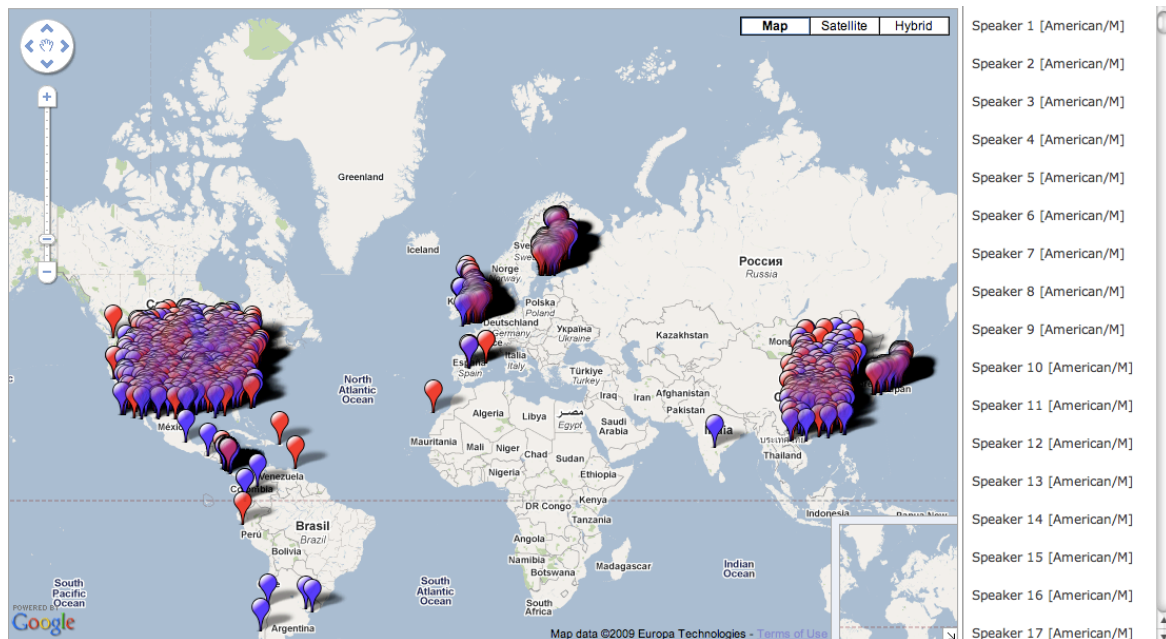 Map
Satellite
Hybrid
Greenland
Iceland
Norge
Norway
Россия
Russia
Polska
Poland
Deutschland
Germany
Україна
Ukraine
Kazakhstan
Italia
Italy
Spain
Türkiye
Turkey
Iraq
Iran
Afghanistan
Pakistan
North
Atlantic
Ocean
Algeria
Libya
مصر
Egypt
Saudi
Arabia
Mauritania
Mali
Niger
Chad
Sudan
Nigeria
Ethiopia
Thailand
Venezuela
Kenya
DR Congo
Tanzania
Indonesia
Papua New
Perú
Brasil
Brazil
Bolivia
Angola
Namibia
Botswana
Madagascar
Indian
Ocean
South
Pacific
Ocean
South
Atlantic
Ocean
South
Africa
Argentina
POWERED BY
Google
Map data ©2009 Europa Technologies - Terms of Use
Speaker 1 [American/M]
Speaker 2 [American/M]
Speaker 3 [American/M]
Speaker 4 [American/M]
Speaker 5 [American/M]
Speaker 6 [American/M]
Speaker 7 [American/M]
Speaker 8 [American/M]
Speaker 9 [American/M]
Speaker 10 [American/M]
Speaker 11 [American/M]
Speaker 12 [American/M]
Speaker 13 [American/M]
Speaker 14 [American/M]
Speaker 15 [American/M]
Speaker 16 [American/M]
Speaker 17 [American/M]